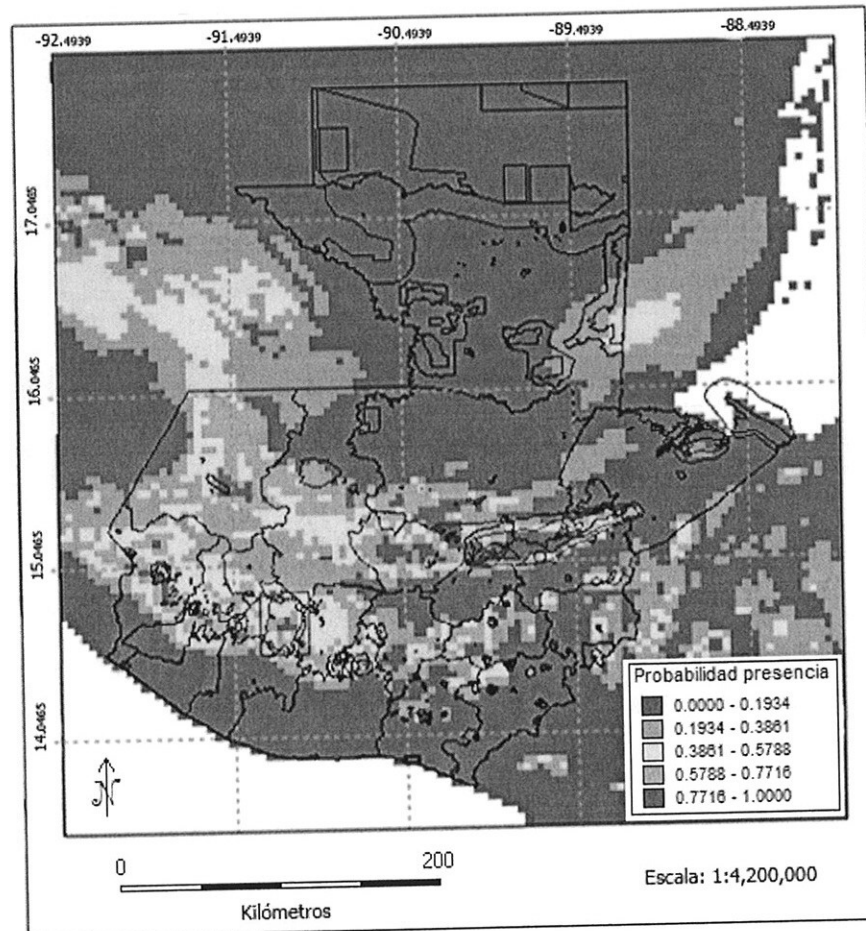 -92.4939
-91.4939
-90.4939
-89.4939
-88.4939
17.0465
16.0465
15.0465
14.0465
Probabilidad presencia
0.0000 - 0.1934
0.1934 - 0.3861
0.3861 - 0.5788
0.5788 - 0.7716
0.7716 - 1.0000
N
0
200
Kilómetros
Escala: 1:4,200,000